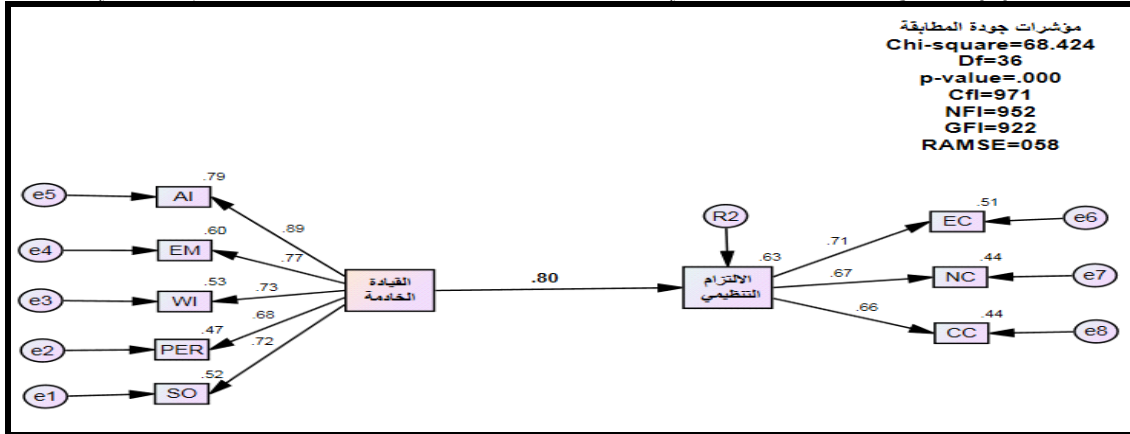 مؤشرات جودة المطابقة
Chi-square=68.424
Df=36
p-value=.000
CfI=971
NFI=952
GFI=922
RAMSE=058
e5
AI
.79
.89
e4
EM
.60
.77
e3
WI
.53
.73
e2
PER
.47
.68
e1
SO
.52
.72
القيادة
الخادمة
.80
R2
الالتزام
التنظيمي
.63
.71
EC
.51
e6
.67
NC
.44
e7
.66
CC
.44
e8